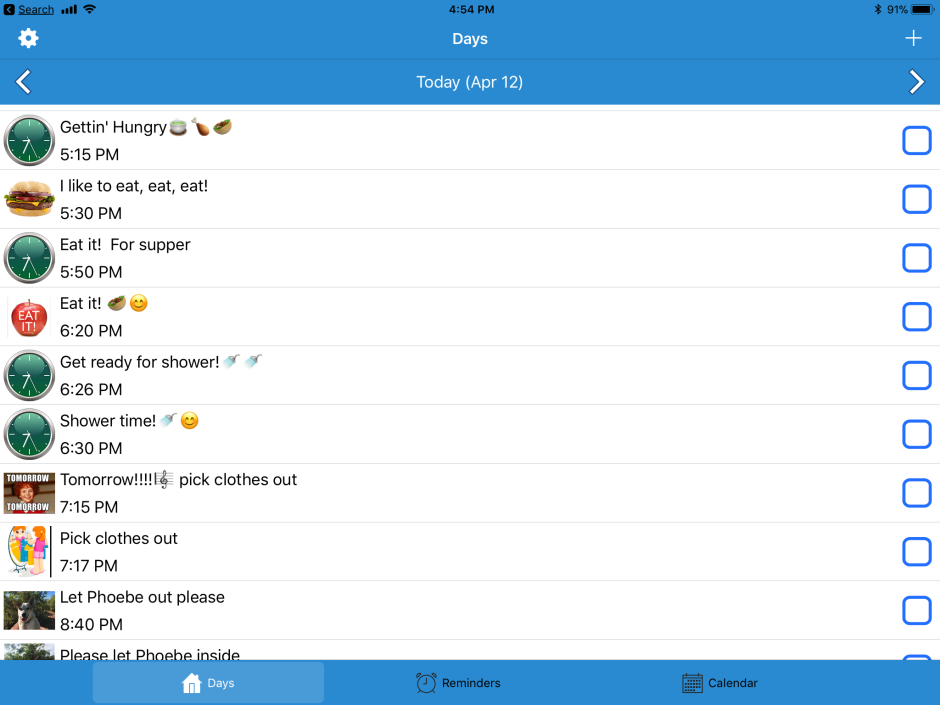 Search
4:54 PM
91%
Days
Today (Apr 12)
Gettin' Hungry🍵🍗🥙
5:15 PM
I like to eat, eat, eat!
5:30 PM
Eat it!  For supper
5:50 PM
EAT
IT!
Eat it! 🥙😊
6:20 PM
Get ready for shower!🚿🚿
6:26 PM
Shower time!🚿😊
6:30 PM
TOMORROW
TOMORROW
Tomorrow!!!!🎼 pick clothes out
7:15 PM
Pick clothes out
7:17 PM
Let Phoebe out please
8:40 PM
Please let Phoebe inside
Days
Reminders
Calendar